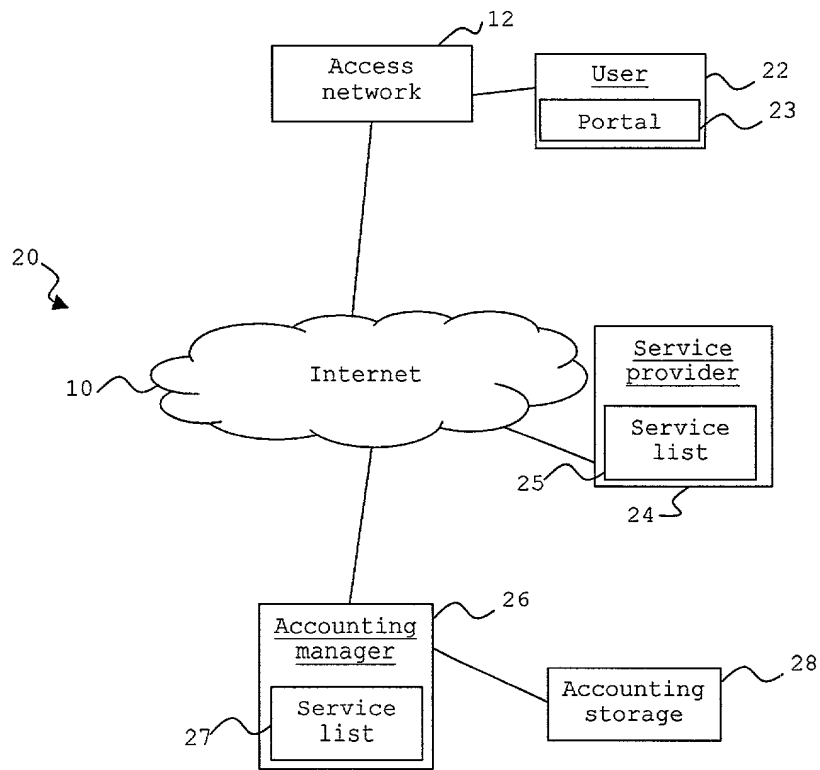 12
Access
network
User
22
Portal
23
20
Internet
10
Service
provider
Service
list
25
24
26
Accounting
manager
Service
list
27
Accounting
storage
28